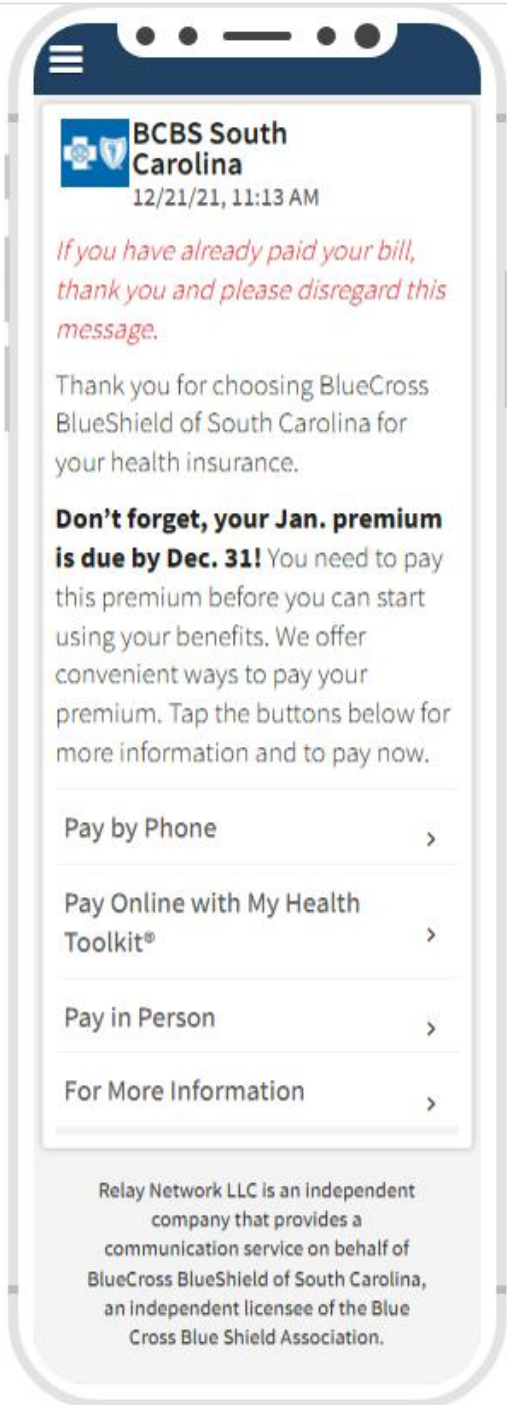 BCBS South
Carolina
12/21/21, 11:13 AM
If you have already paid your bill,
thank you and please disregard this
message.
Thank you for choosing BlueCross
BlueShield of South Carolina for
your health insurance.
Don't forget, your Jan. premium
is due by Dec. 31! You need to pay
this premium before you can start
using your benefits. We offer
convenient ways to pay your
premium. Tap the buttons below for
more information and to pay now.
Pay by Phone
Pay Online with My Health
Toolkit®
Pay in Person
For More Information
Relay Network LLC is an independent
company that provides a
communication service on behalf of
BlueCross BlueShield of South Carolina,
an independent licensee of the Blue
Cross Blue Shield Association.